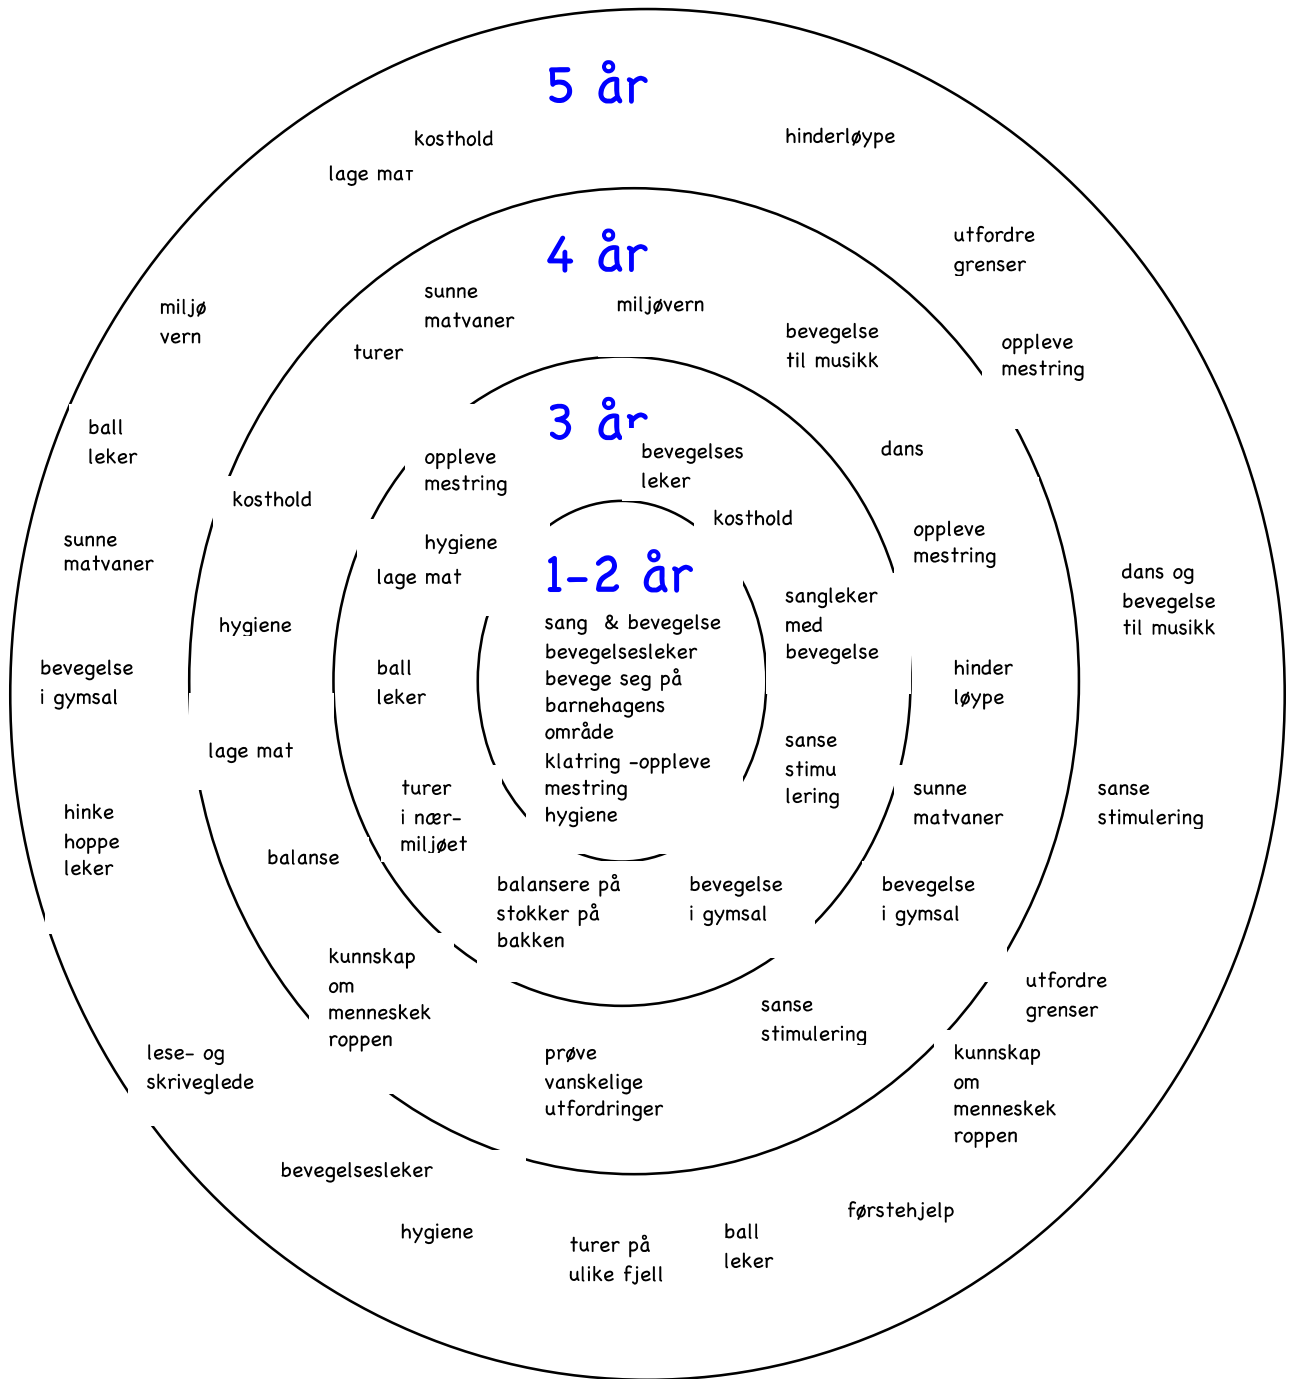 5 år
kosthold
hinderløype
lage mat
utfordre
grenser
miljø
vern
oppleve
mestring
ball
leker
sunne
matvaner
dans og
bevegelse
til musikk
bevegelse
i gymsal
sanse
stimulering
hinke
hoppe
leker
utfordre
grenser
lese- og
skriveglede
kunnskap
om
menneskek
roppen
bevegelsesleker
førstehjelp
hygiene
turer på
ulike fjell
ball
leker
4 år
sunne
matvaner
miljøvern
turer
bevegelse
til musikk
dans
kosthold
oppleve
mestring
hygiene
hinder
løype
lage mat
sunne
matvaner
balanse
bevegelse
i gymsal
kunnskap
om
menneskek
roppen
sanse
stimulering
prøve
vanskelige
utfordringer
3 år
oppleve
mestring
bevegelses
leker
kosthold
hygiene
lage mat
sangleker
med
bevegelse
ball
leker
sanse
stimu
lering
turer
i nær-
miljøet
balansere på
stokker på
bakken
bevegelse
i gymsal
1-2 år
sang & bevegelse
bevegelsesleker
bevege seg på
barnehagens
område
klatring -oppleve
mestring
hygiene